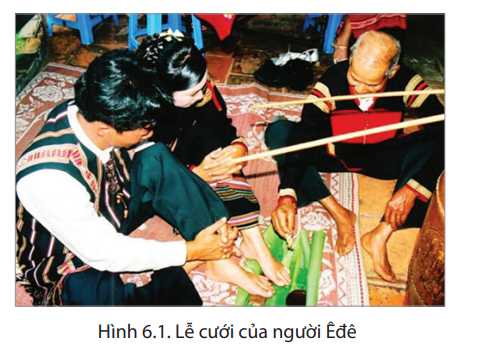 Hình 6.1. Lễ cưới của người Êđê